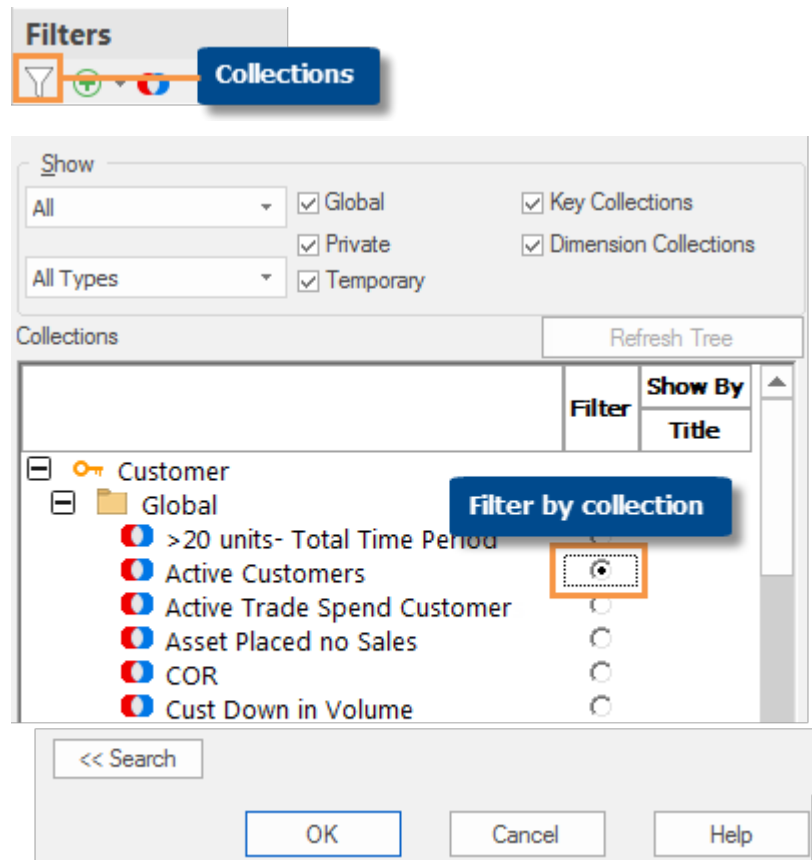 Filters
Collections
Show
All
Global
Key Collections
Private
Dimension Collections
All Types
Temporary
Collections
Refresh Tree
Filter
Show By
Title
Customer
Global
Filter by collection
>20 units- Total Time Period
Active Customers
Active Trade Spend Customer
Asset Placed no Sales
COR
Cust Down in Volume
<< Search
OK
Cancel
Help